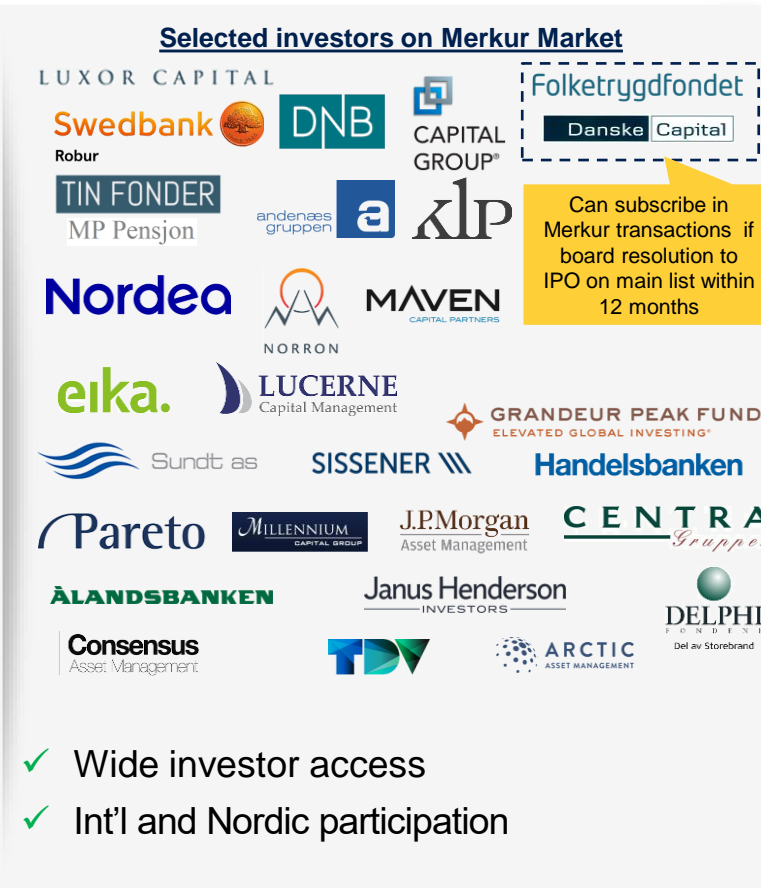 Selected investors on Merkur Market
LUXOR CAPITAL
Swedbank
Robur
DNB
CAPITAL
GROUP®
Folketrygdfondet
Danske Capital
TIN FONDER
MP Pensjon
andenæs
gruppen
a
klp
Can subscribe in
Merkur transactions if
board resolution to
IPO on main list within
12 months
Nordea
NORRON
MAVEN
CAPITAL PARTNERS
eika.
LUCERNE
Capital Management
GRANDEUR PEAK FUND
ELEVATED GLOBAL INVESTING®
Sundt as
SISSENER
Handelsbanken
Pareto
MILLENNIUM
CAPITAL GROUP
J.P.Morgan
Asset Management
CENTRA
Gruppe
ÅLANDSBANKEN
Janus Henderson
INVESTORS
DELPHI
FONDENE
Del av Storebrand
Consensus
Asset Management
TDV
ARCTIC
ASSET MANAGEMENT
✓ Wide investor access
✓ Int'l and Nordic participation